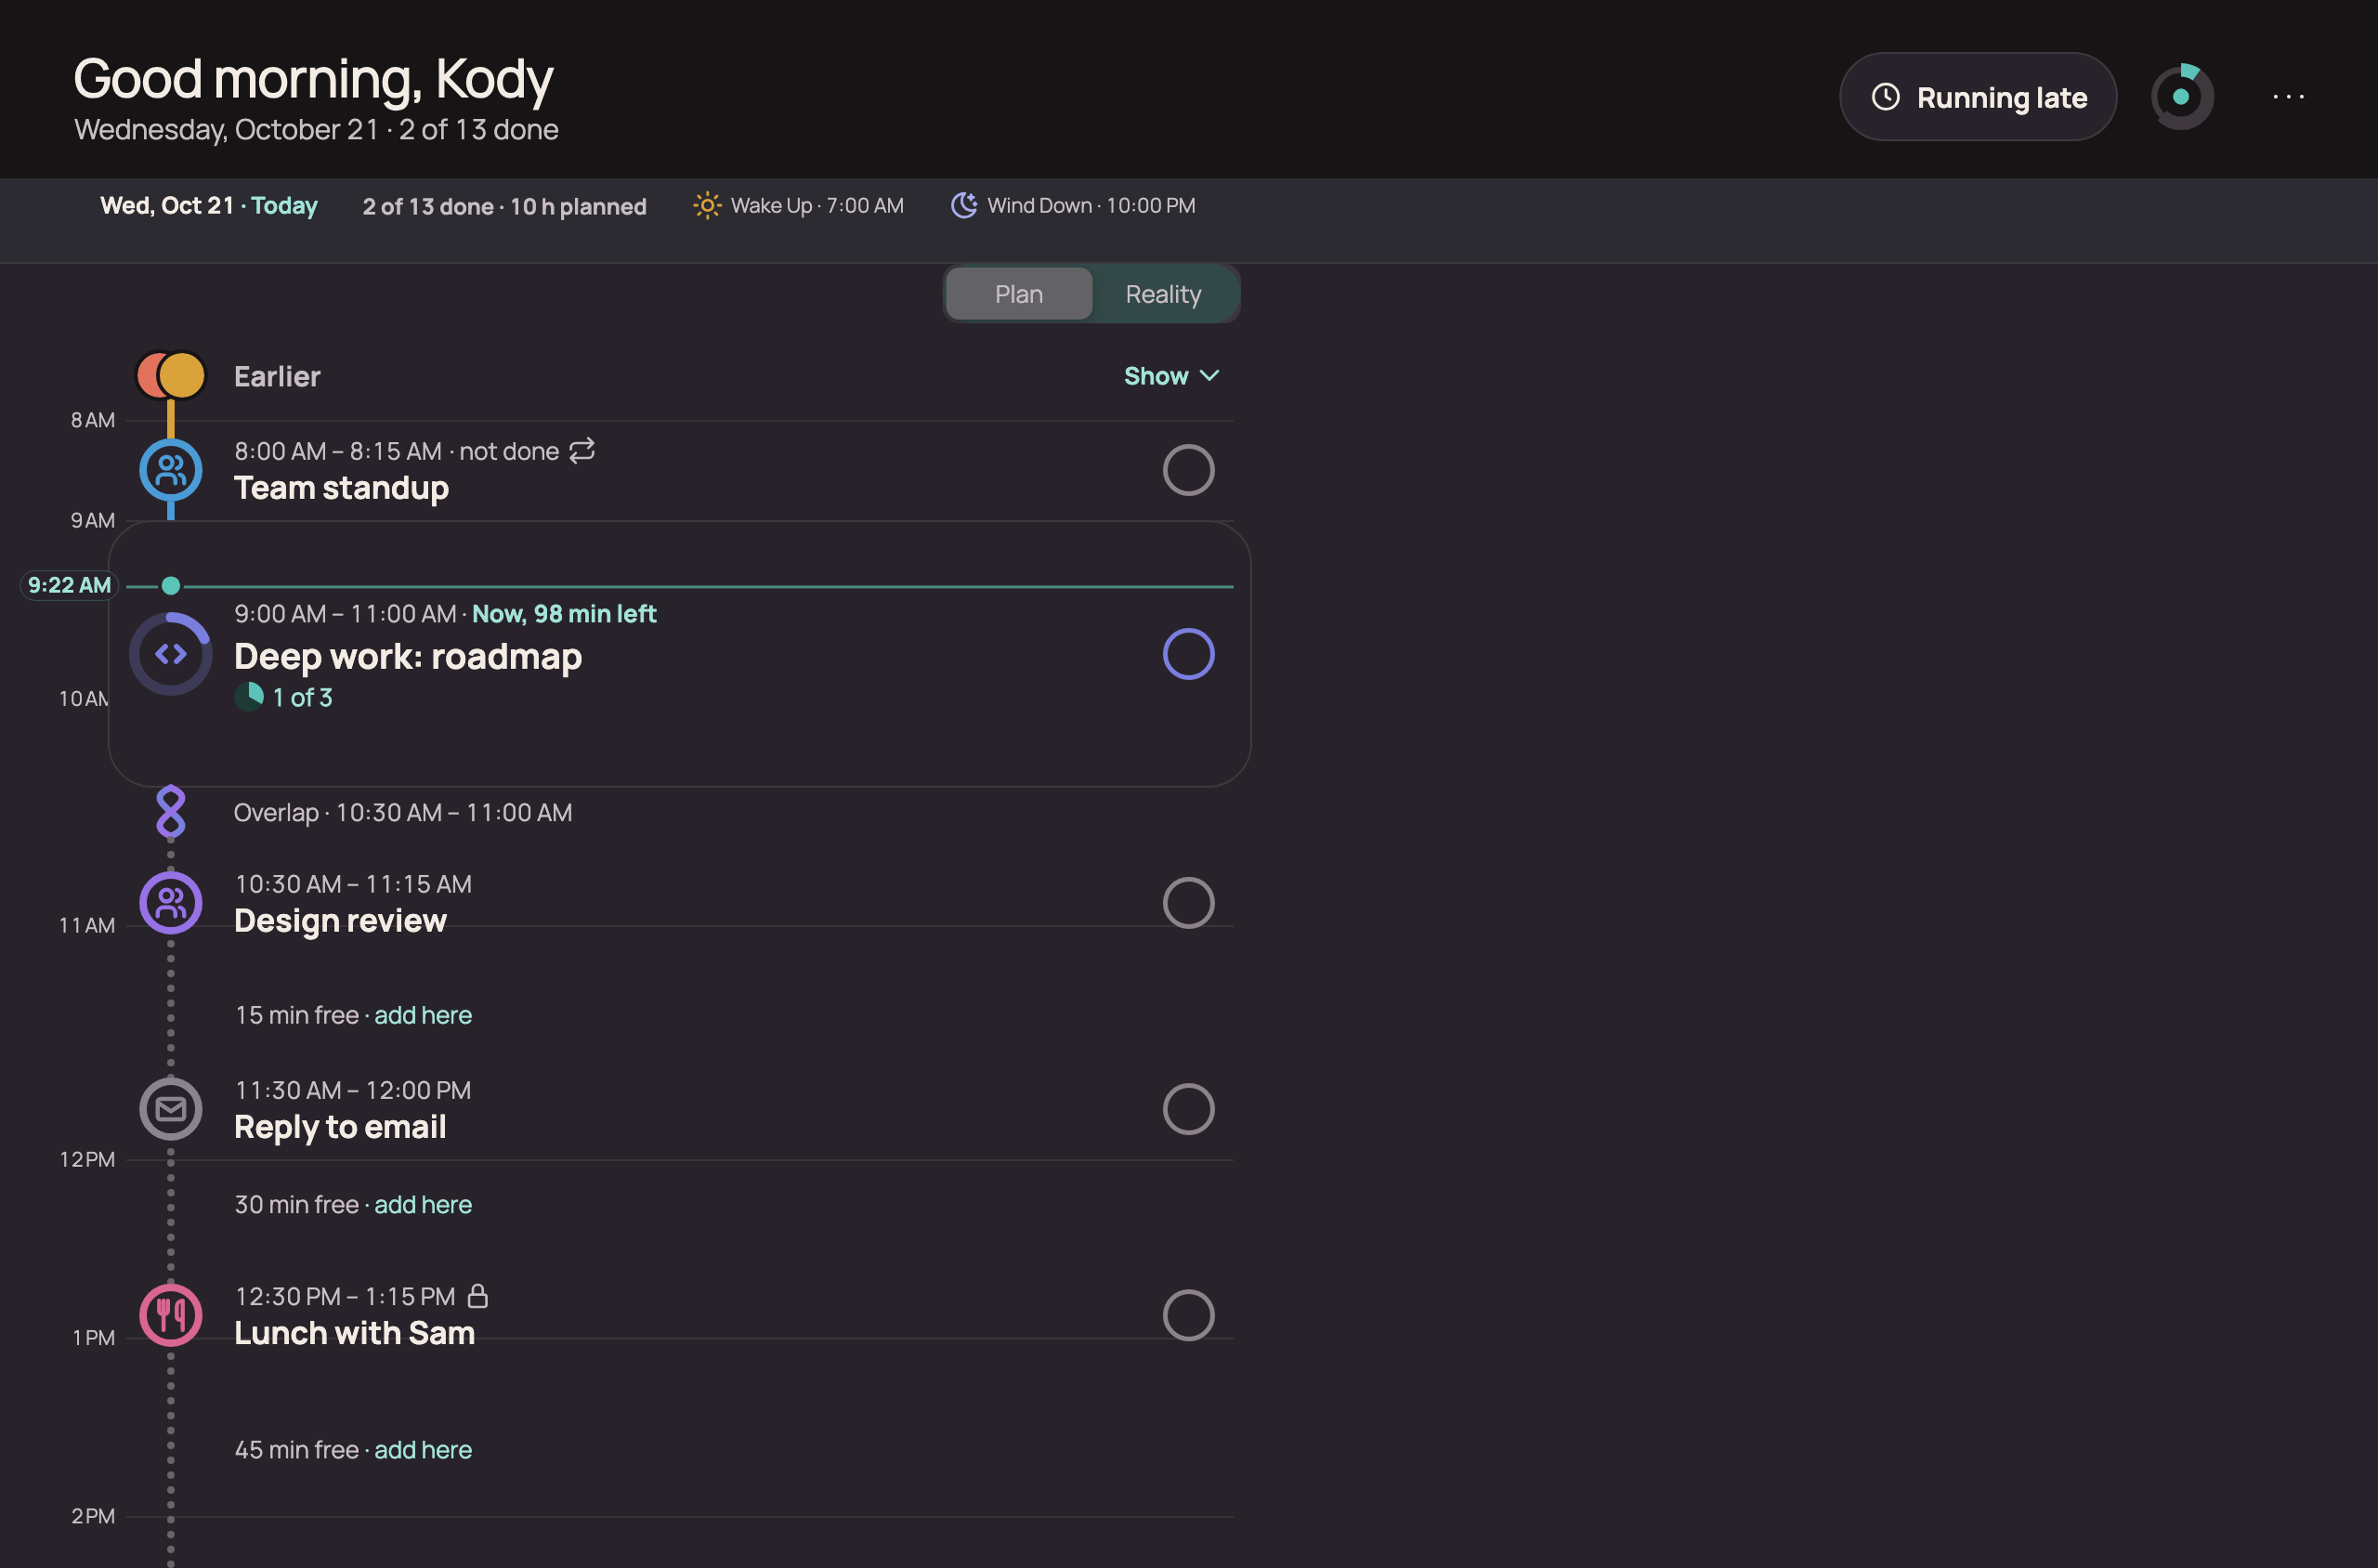 Good morning, Kody
Wednesday, October 21 · 2 of 13 done
Running late
Wed, Oct 21 · Today
2 of 13 done · 10 h planned
Wake Up · 7:00 AM
Wind Down · 10:00 PM
Plan
Reality
Earlier
Show
8 AM
8:00 AM – 8:15 AM · not done
Team standup
9 AM
9:22 AM
9:00 AM – 11:00 AM · Now, 98 min left
Deep work: roadmap
10 AM
1 of 3
Overlap · 10:30 AM – 11:00 AM
10:30 AM – 11:15 AM
Design review
11 AM
15 min free · add here
11:30 AM – 12:00 PM
Reply to email
12 PM
30 min free · add here
12:30 PM – 1:15 PM
Lunch with Sam
1 PM
45 min free · add here
2 PM